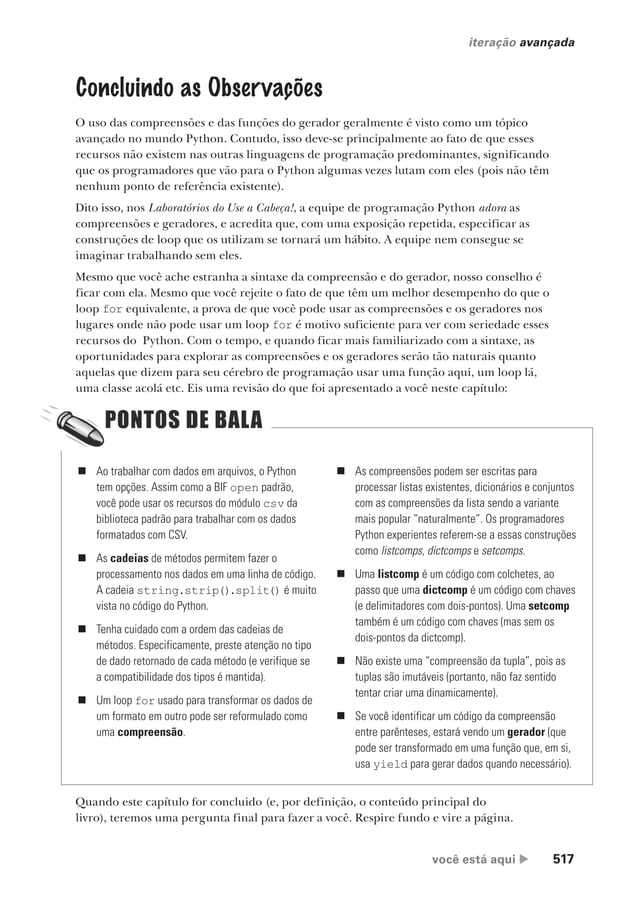 iteração avançada
Concluindo as Observações
O uso das compreensões e das funções do gerador geralmente é visto como um tópico
avançado no mundo Python. Contudo, isso deve-se principalmente ao fato de que esses
recursos não existem nas outras linguagens de programação predominantes, significando
que os programadores que vão para o Python algumas vezes lutam com eles (pois não têm
nenhum ponto de referência existente).
Dito isso, nos Laboratórios do Use a Cabeça!, a equipe de programação Python adora as
compreensões e geradores, e acredita que, com uma exposição repetida, especificar as
construções de loop que os utilizam se tornará um hábito. A equipe nem consegue se
imaginar trabalhando sem eles.
Mesmo que você ache estranha a sintaxe da compreensão e do gerador, nosso conselho é
ficar com ela. Mesmo que você rejeite o fato de que têm um melhor desempenho do que o
loop for equivalente, a prova de que você pode usar as compreensões e os geradores nos
lugares onde não pode usar um loop for é motivo suficiente para ver com seriedade esses
recursos do Python. Com o tempo, e quando ficar mais familiarizado com a sintaxe, as
oportunidades para explorar as compreensões e os geradores serão tão naturais quanto
aquelas que dizem para seu cérebro de programação usar uma função aqui, um loop lá,
uma classe acolá etc. Eis uma revisão do que foi apresentado a você neste capítulo:
PONTOS DE BALA
■ Ao trabalhar com dados em arquivos, o Python
tem opções. Assim como a BIF open padrão,
você pode usar os recursos do módulo csv da
biblioteca padrão para trabalhar com os dados
formatados com CSV.
■ As cadeias de métodos permitem fazer o
processamento nos dados em uma linha de código.
A cadeia string.strip().split() é muito
vista no código do Python.
■ Tenha cuidado com a ordem das cadeias de
métodos. Especificamente, preste atenção no tipo
de dado retornado de cada método (e verifique se
a compatibilidade dos tipos é mantida).
■ Um loop for usado para transformar os dados de
um formato em outro pode ser reformulado como
uma compreensão.
■ As compreensões podem ser escritas para
processar listas existentes, dicionários e conjuntos
com as compreensões da lista sendo a variante
mais popular “naturalmente”. Os programadores
Python experientes referem-se a essas construções
como listcomps, dictcomps e setcomps.
■ Uma listcomp é um código com colchetes, ao
passo que uma dictcomp é um código com chaves
(e delimitadores com dois-pontos). Uma setcomp
também é um código com chaves (mas sem os
dois-pontos da dictcomp).
■ Não existe uma “compreensão da tupla”, pois as
tuplas são imutáveis (portanto, não faz sentido
tentar criar uma dinamicamente).
■ Se você identificar um código da compreensão
entre parênteses, estará vendo um gerador (que
pode ser transformado em uma função que, em si,
usa yield para gerar dados quando necessário).
Quando este capítulo for concluido (e, por definição, o conteúdo principal do
livro), teremos uma pergunta final para fazer a você. Respire fundo e vire a página.
você está aqui ▶ 517